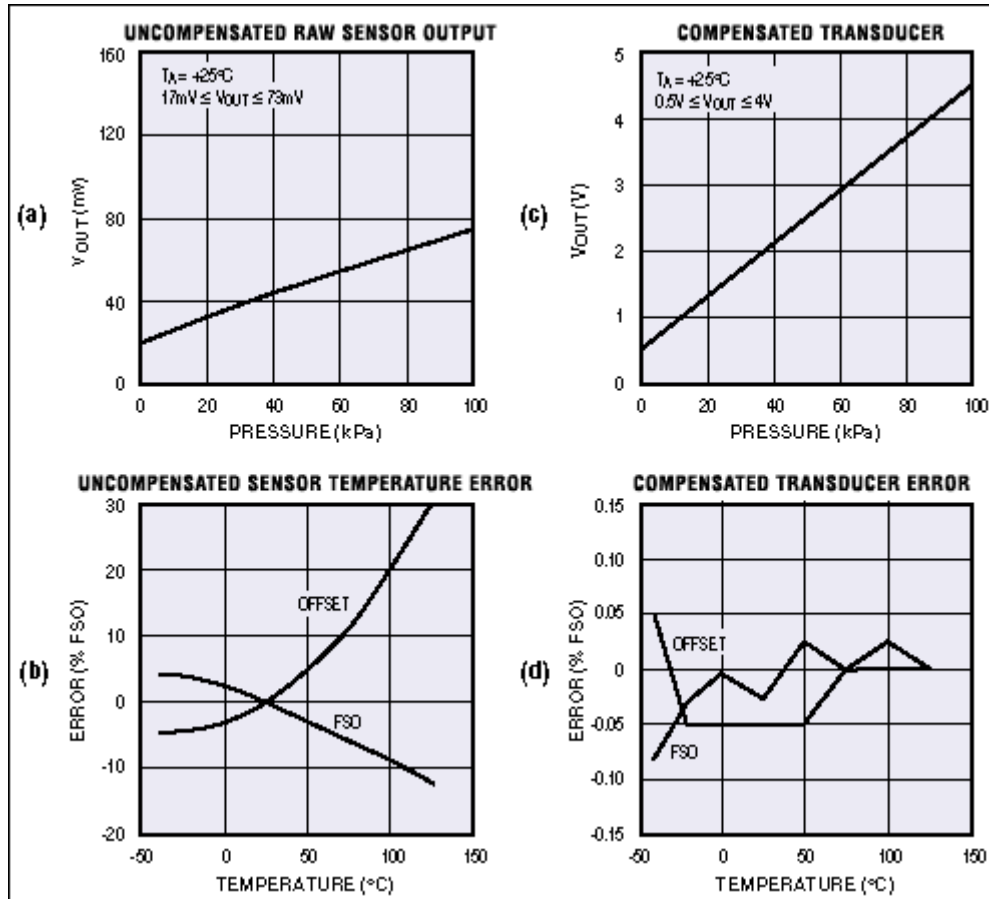 UNCOMPENSATED RAW SENSOR OUTPUT
160
120
80
40
0
VOUT (mV)
TA = +25°C
17mV ≤ VOUT ≤ 73mV
(a)
0 20 40 60 80 100
PRESSURE (kPa)
COMPENSATED TRANSDUCER
5
4
3
2
1
0
VOUT (V)
TA = +25°C
0.5V ≤ VOUT ≤ 4V
(c)
0 20 40 60 80 100
PRESSURE (kPa)
UNCOMPENSATED SENSOR TEMPERATURE ERROR
30
20
10
0
-10
-20
ERROR (% FSO)
OFFSET
FSO
(b)
-50 0 50 100 150
TEMPERATURE (°C)
COMPENSATED TRANSDUCER ERROR
0.15
0.10
0.05
0
-0.05
-0.10
-0.15
ERROR (% FSO)
OFFSET
FSO
(d)
-50 0 50 100 150
TEMPERATURE (°C)